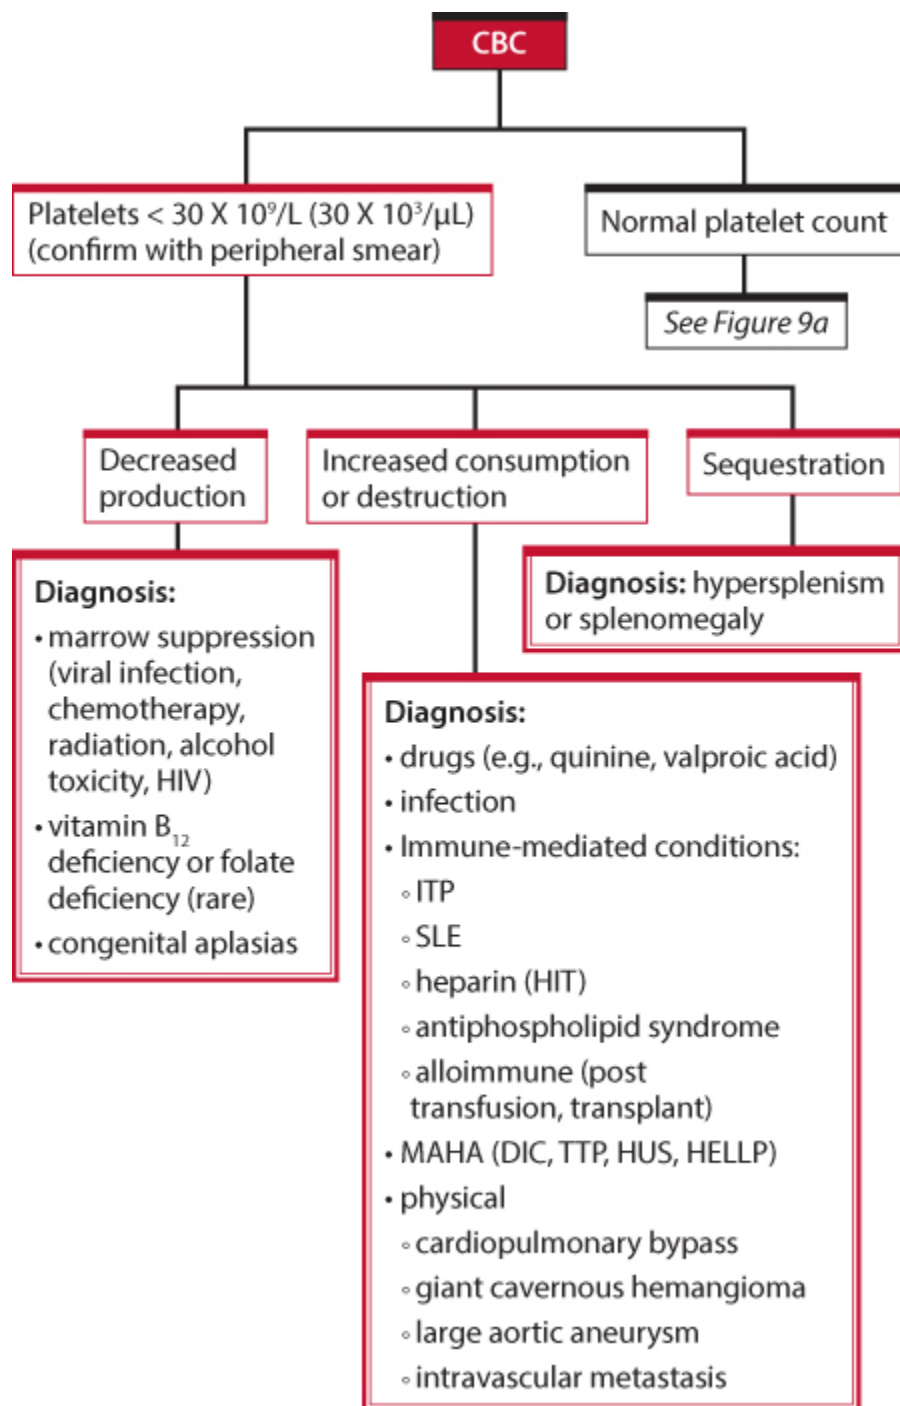 CBC
Platelets < 30 X 10⁹/L (30 X 10³/µL)
(confirm with peripheral smear)
Normal platelet count
See Figure 9a
Decreased
production
Increased consumption
or destruction
Sequestration
Diagnosis:
• marrow suppression
(viral infection,
chemotherapy,
radiation, alcohol
toxicity, HIV)
• vitamin B₁₂
deficiency or folate
deficiency (rare)
• congenital aplasias
Diagnosis: hypersplenism
or splenomegaly
Diagnosis:
• drugs (e.g., quinine, valproic acid)
• infection
• Immune-mediated conditions:
◦ ITP
◦ SLE
◦ heparin (HIT)
◦ antiphospholipid syndrome
◦ alloimmune (post
transfusion, transplant)
• MAHA (DIC, TTP, HUS, HELLP)
• physical
◦ cardiopulmonary bypass
◦ giant cavernous hemangioma
◦ large aortic aneurysm
◦ intravascular metastasis